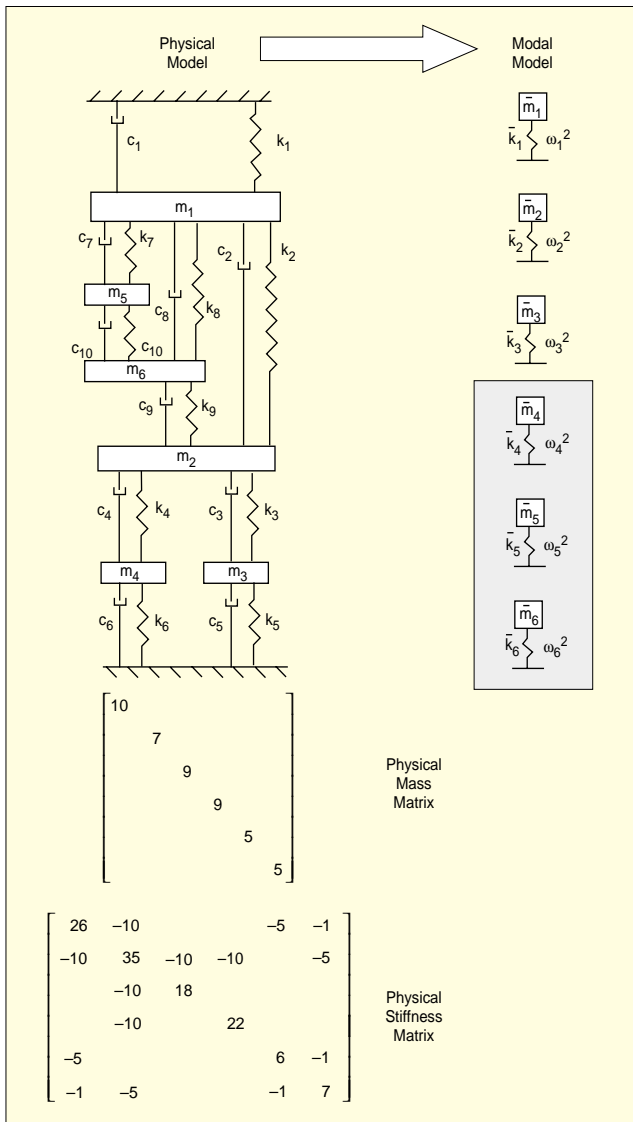 Physical Model
Modal Model
c1
k1
m1
c7
k7
c2
k2
m5
c8
k8
c10
c10
m6
c9
k9
m2
c4
k4
c3
k3
m4
m3
c6
k6
c5
k5
m̄1
k̄1 ω1²
m̄2
k̄2 ω2²
m̄3
k̄3 ω3²
m̄4
k̄4 ω4²
m̄5
k̄5 ω5²
m̄6
k̄6 ω6²
10
7
9
9
5
5
Physical
Mass
Matrix
26 –10 –5 –1
–10 35 –10 –10 –5
–10 18
–10 22
–5 6 –1
–1 –5 –1 7
Physical
Stiffness
Matrix